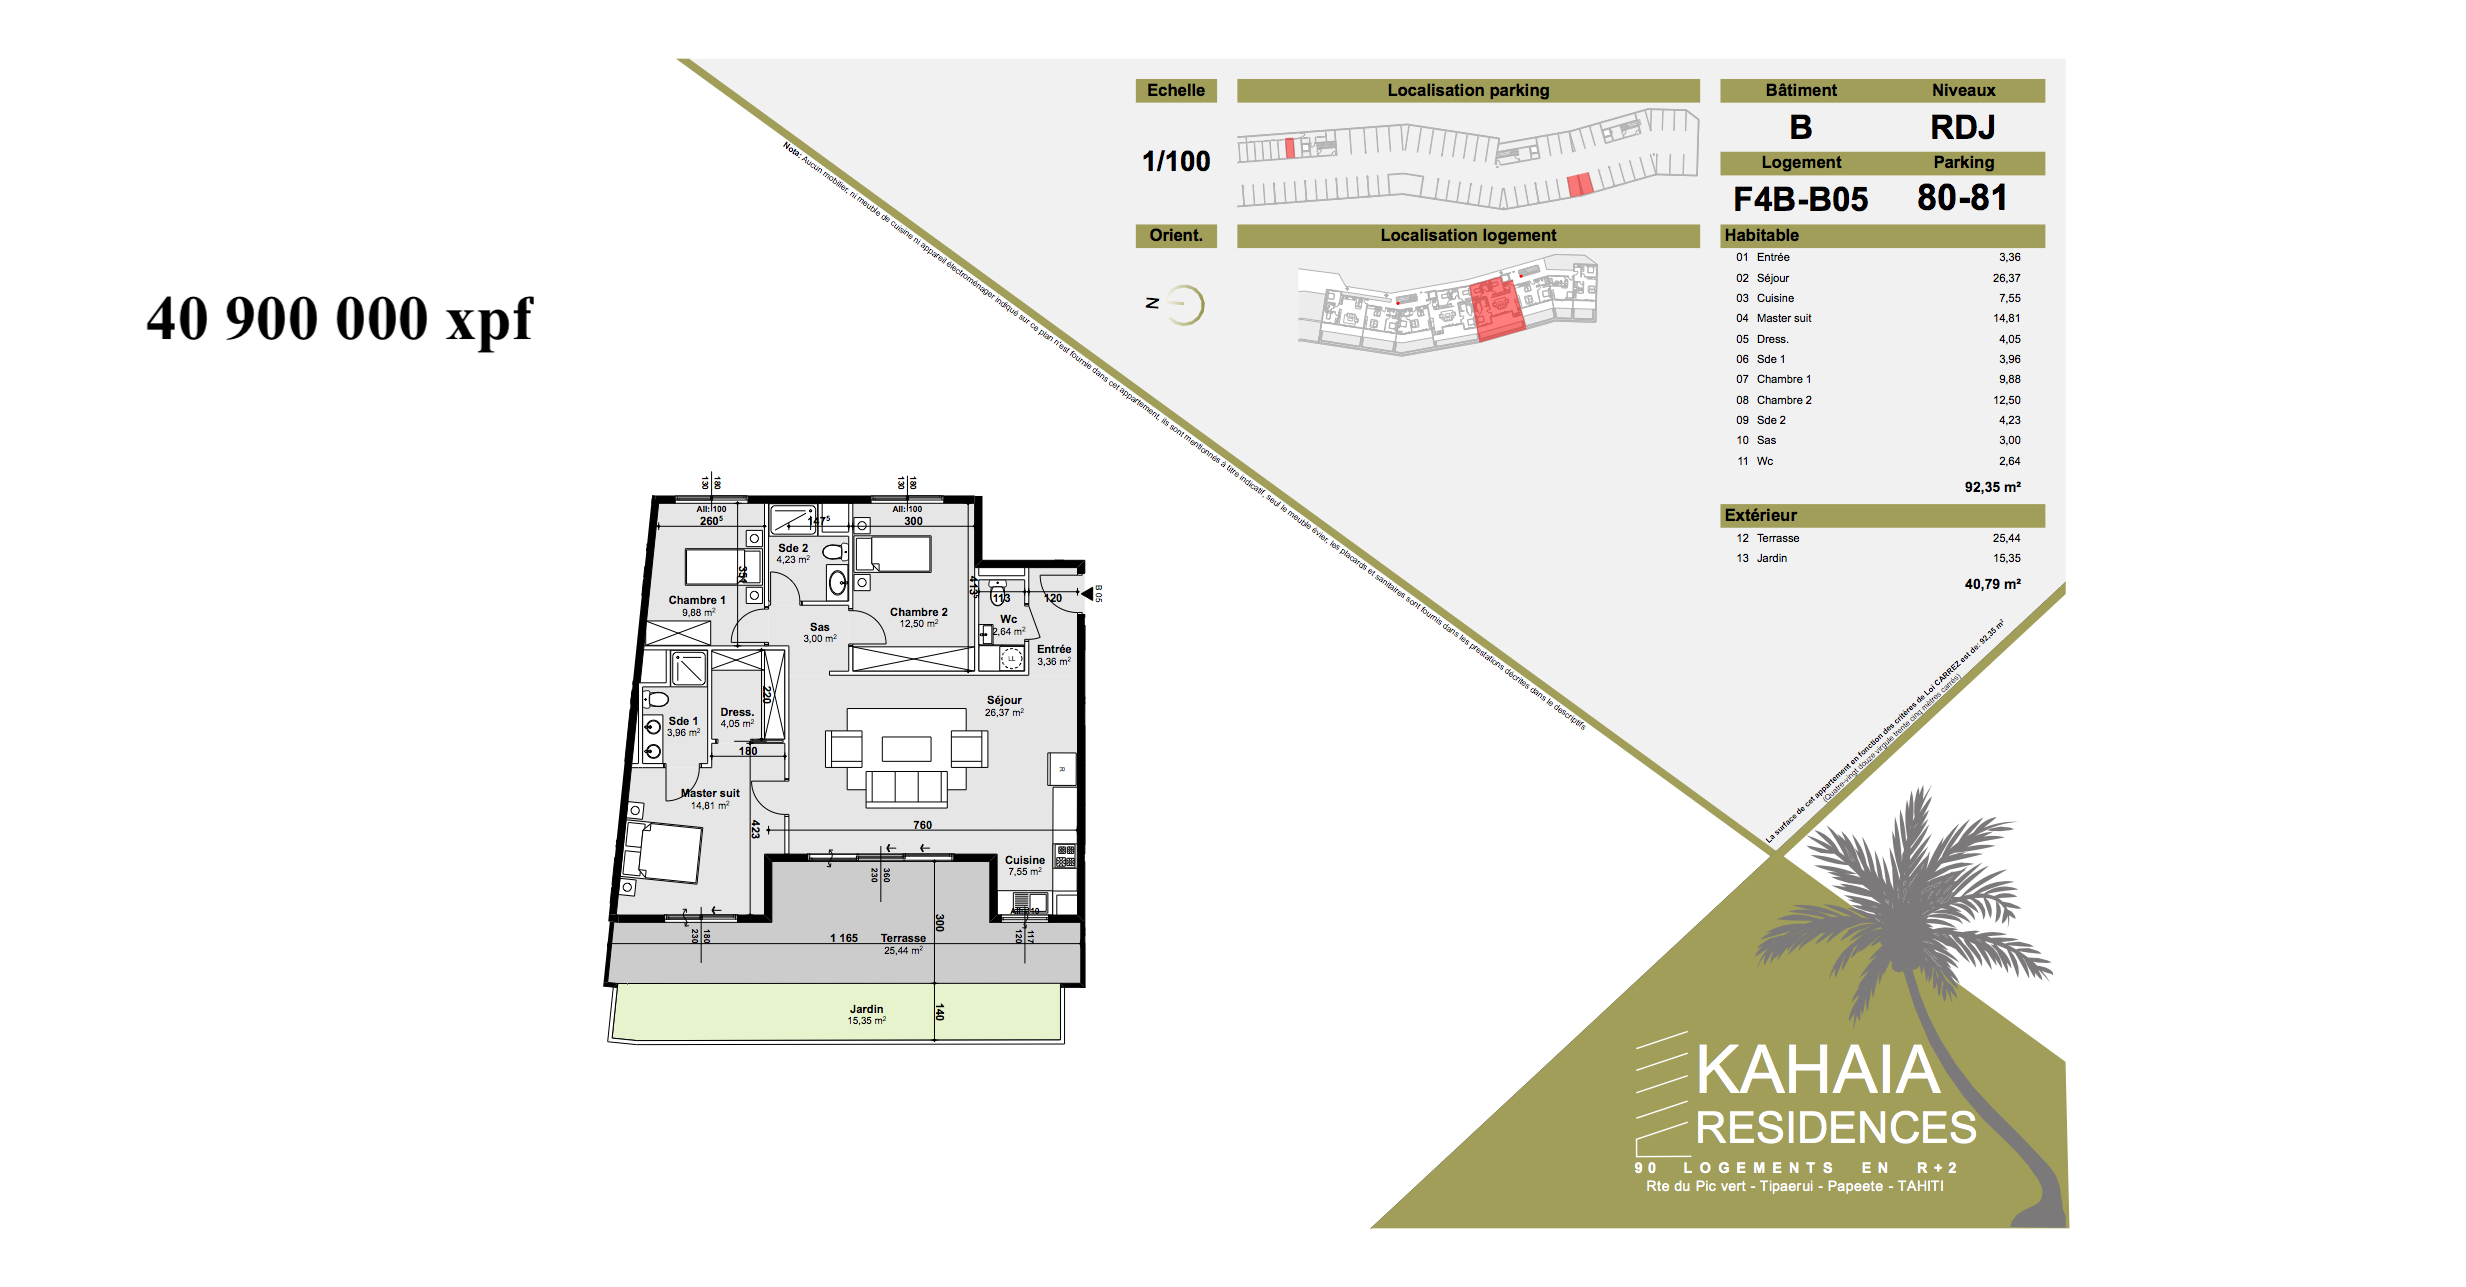 40 900 000 xpf
Echelle
1/100
Orient.
N
Localisation parking
Localisation logement
Bâtiment Niveaux
B RDJ
Logement Parking
F4B-B05 80-81
Habitable
01 Entrée 3,36
02 Séjour 26,37
03 Cuisine 7,55
04 Master suit 14,81
05 Dress. 4,05
06 Sde 1 3,96
07 Chambre 1 9,88
08 Chambre 2 12,50
09 Sde 2 4,23
10 Sas 3,00
11 Wc 2,64
92,35 m²
Extérieur
12 Terrasse 25,44
13 Jardin 15,35
40,79 m²
Nota: Aucun mobilier, ni meuble de cuisine ni appareil électroménager indiqué sur ce plan n'est fournie dans cet appartement, ils sont mentionnés à titre indicatif, seul le meuble évier, les placards et sanitaires sont fournis dans les prestations décrites dans le descriptifs
La surface de cet appartement en fonction des critères de Loi CARREZ est de: 92,35 m²
(Quatre-vingt douze virgule trente cinq mètres carrés)
180
130
180
130
All: 100
260⁵
147⁵
All: 100
300
Sde 2
4,23 m²
Chambre 1
9,88 m²
Chambre 2
12,50 m²
413⁵
113
120
B 05
Wc
2,64 m²
Sas
3,00 m²
Entrée
3,36 m²
LL
220
Séjour
26,37 m²
Dress.
4,05 m²
Sde 1
3,96 m²
180
R
Master suit
14,81 m²
423
760
Cuisine
7,55 m²
360
230
300
180
230
117
120
1 165
Terrasse
25,44 m²
Jardin
15,35 m²
140
KAHAIA
RESIDENCES
90 LOGEMENTS EN R+2
Rte du Pic vert - Tipaerui - Papeete - TAHITI